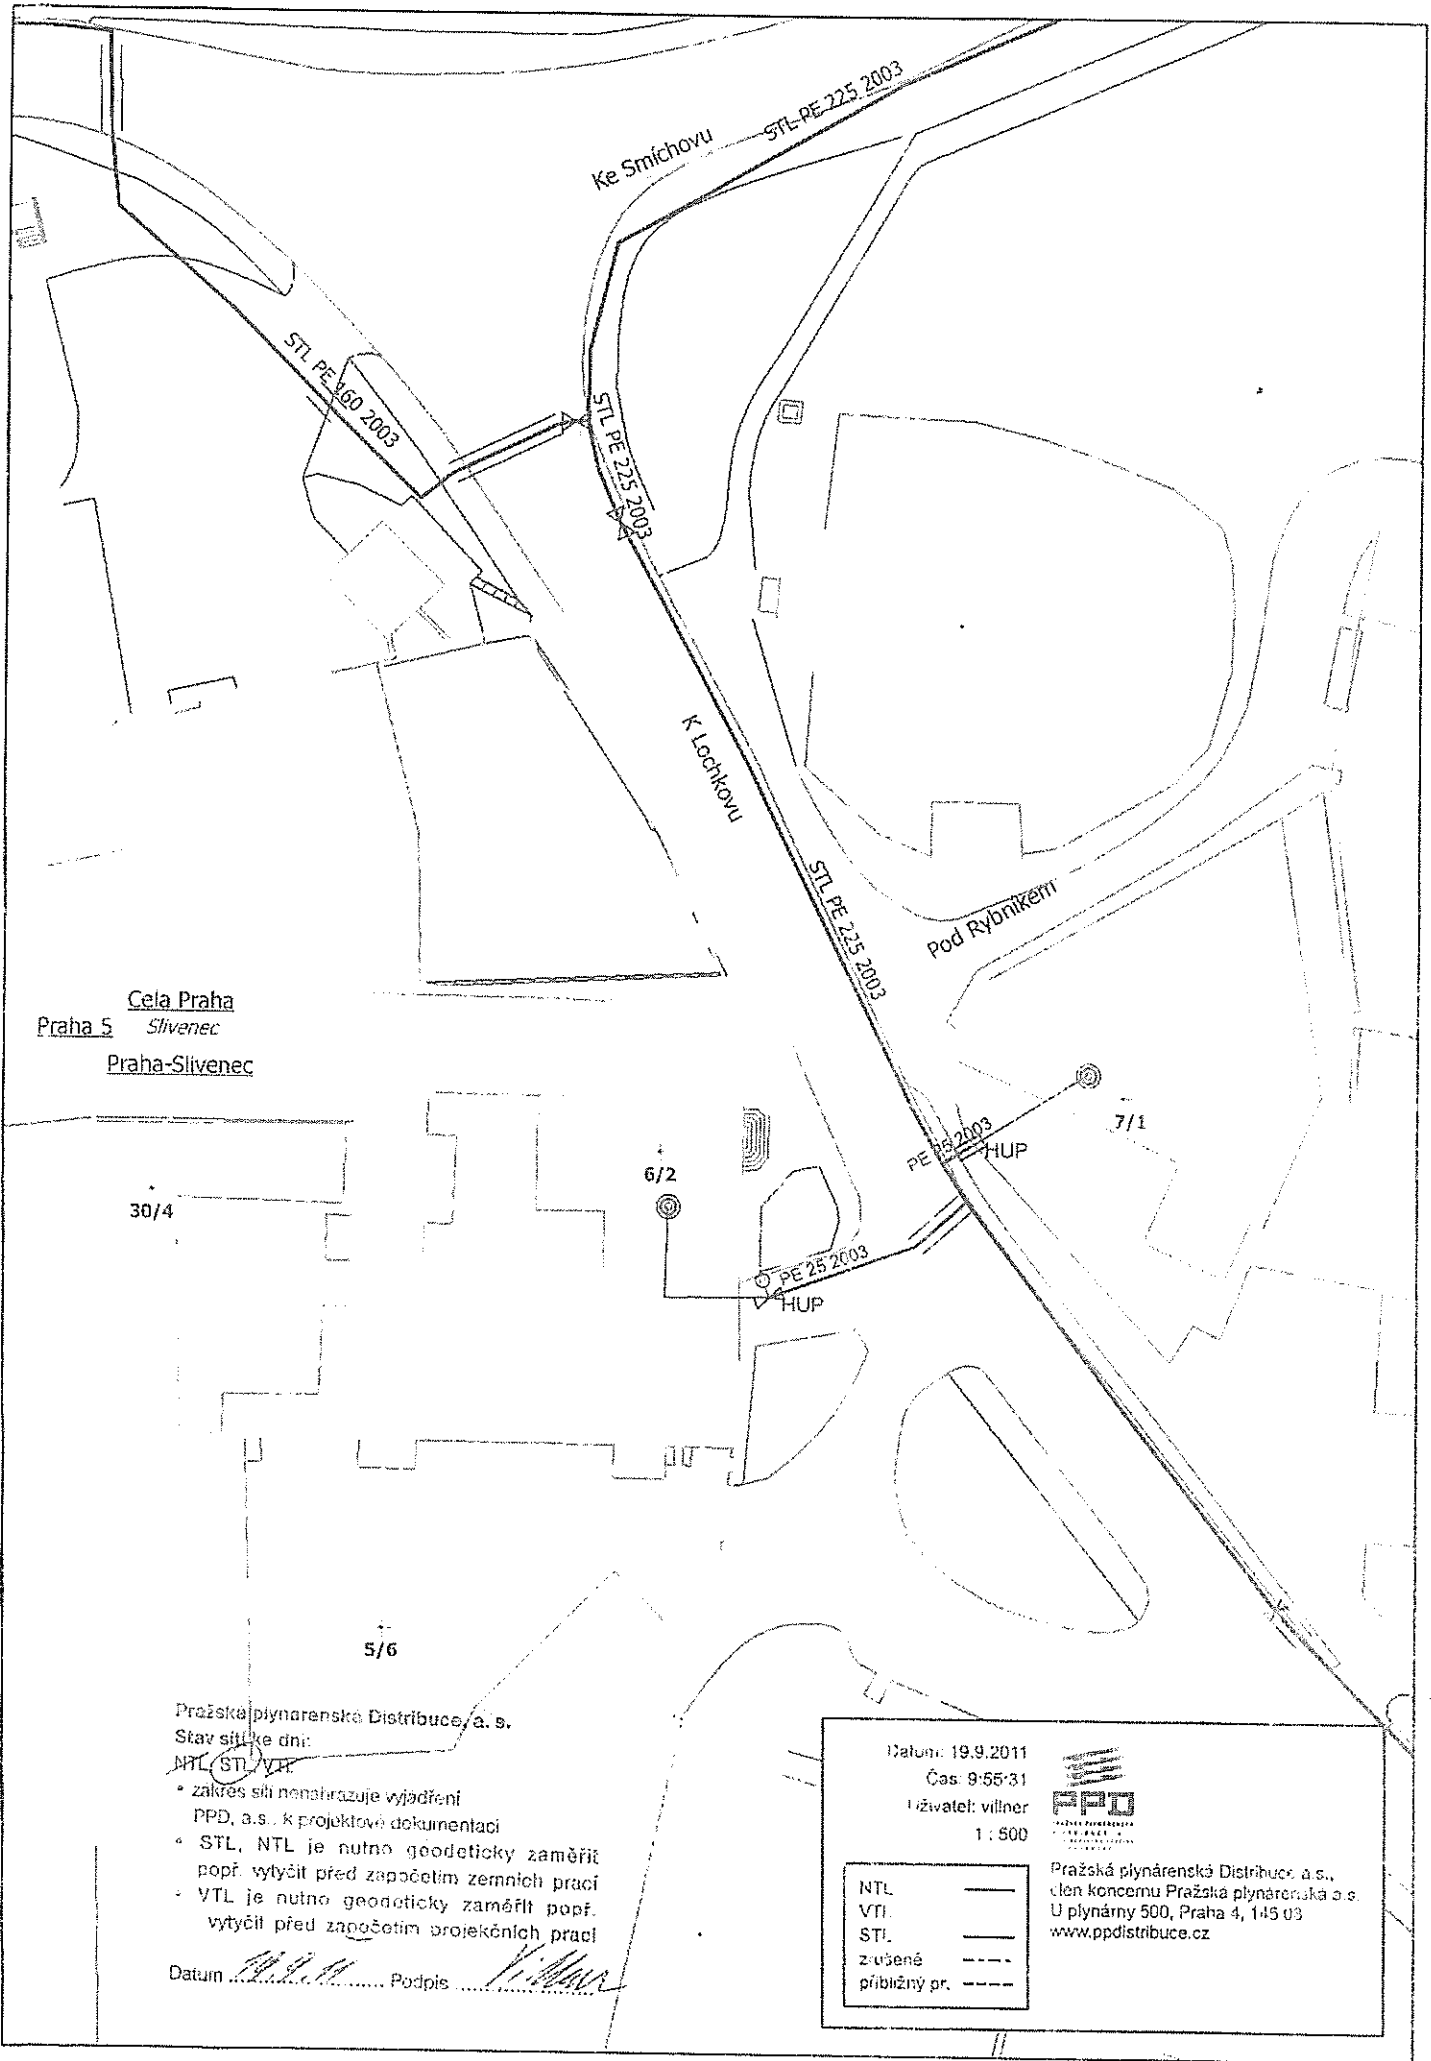 Ke Smíchovu
STL PE 225 2003
STL PE 160 2003
STL PE 225 2003
K Lochkovu
STL PE 225 2003
Pod Rybníkem
Cela Praha
Praha 5 Slivenec
Praha-Slivenec
7/1
PE 25 2003
HUP
6/2
30/4
PE 25 2003
HUP
5/6
Pražská plynárenská Distribuce, a. s.
Stav sítí ke dni:
NTL, STL, VTL
• zákres sítí nenahrazuje vyjádření
PPD, a.s., k projektové dokumentaci
• STL, NTL je nutno geodeticky zaměřit
popř. vytyčit před započetím zemních prací
• VTL je nutno geodeticky zaměřit popř.
vytyčit před započetím projekčních prací
Datum 19.9.11 Podpis
Datum: 19.9.2011
Čas: 9:55:31
Uživatel: villner
1 : 500
PPD
NTL
VTL
STL
zrušené
přibližný pr.
Pražská plynárenská Distribuce a.s.,
člen koncernu Pražská plynárenská a.s.
U plynárny 500, Praha 4, 145 03
www.ppdistribuce.cz